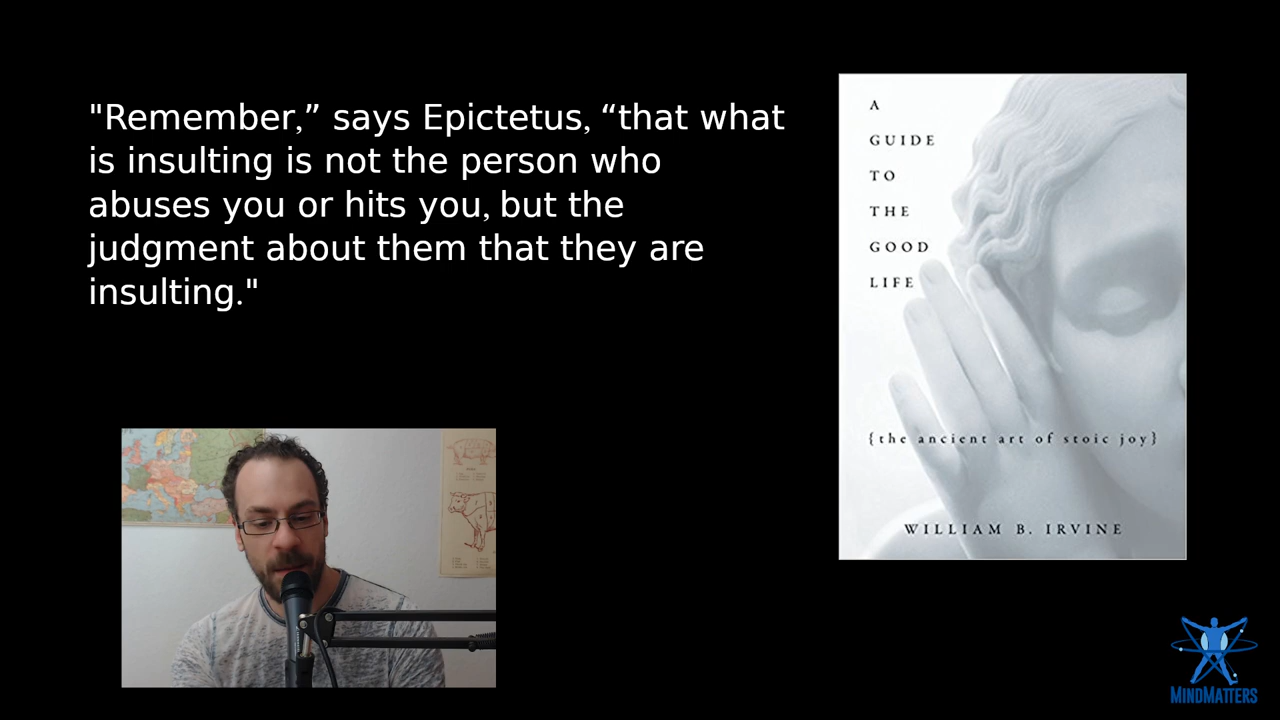 "Remember,” says Epictetus, “that what
is insulting is not the person who
abuses you or hits you, but the
judgment about them that they are
insulting."
A
GUIDE
TO
THE
GOOD
LIFE
{the ancient art of stoic joy}
WILLIAM B. IRVINE
MINDMATTERS